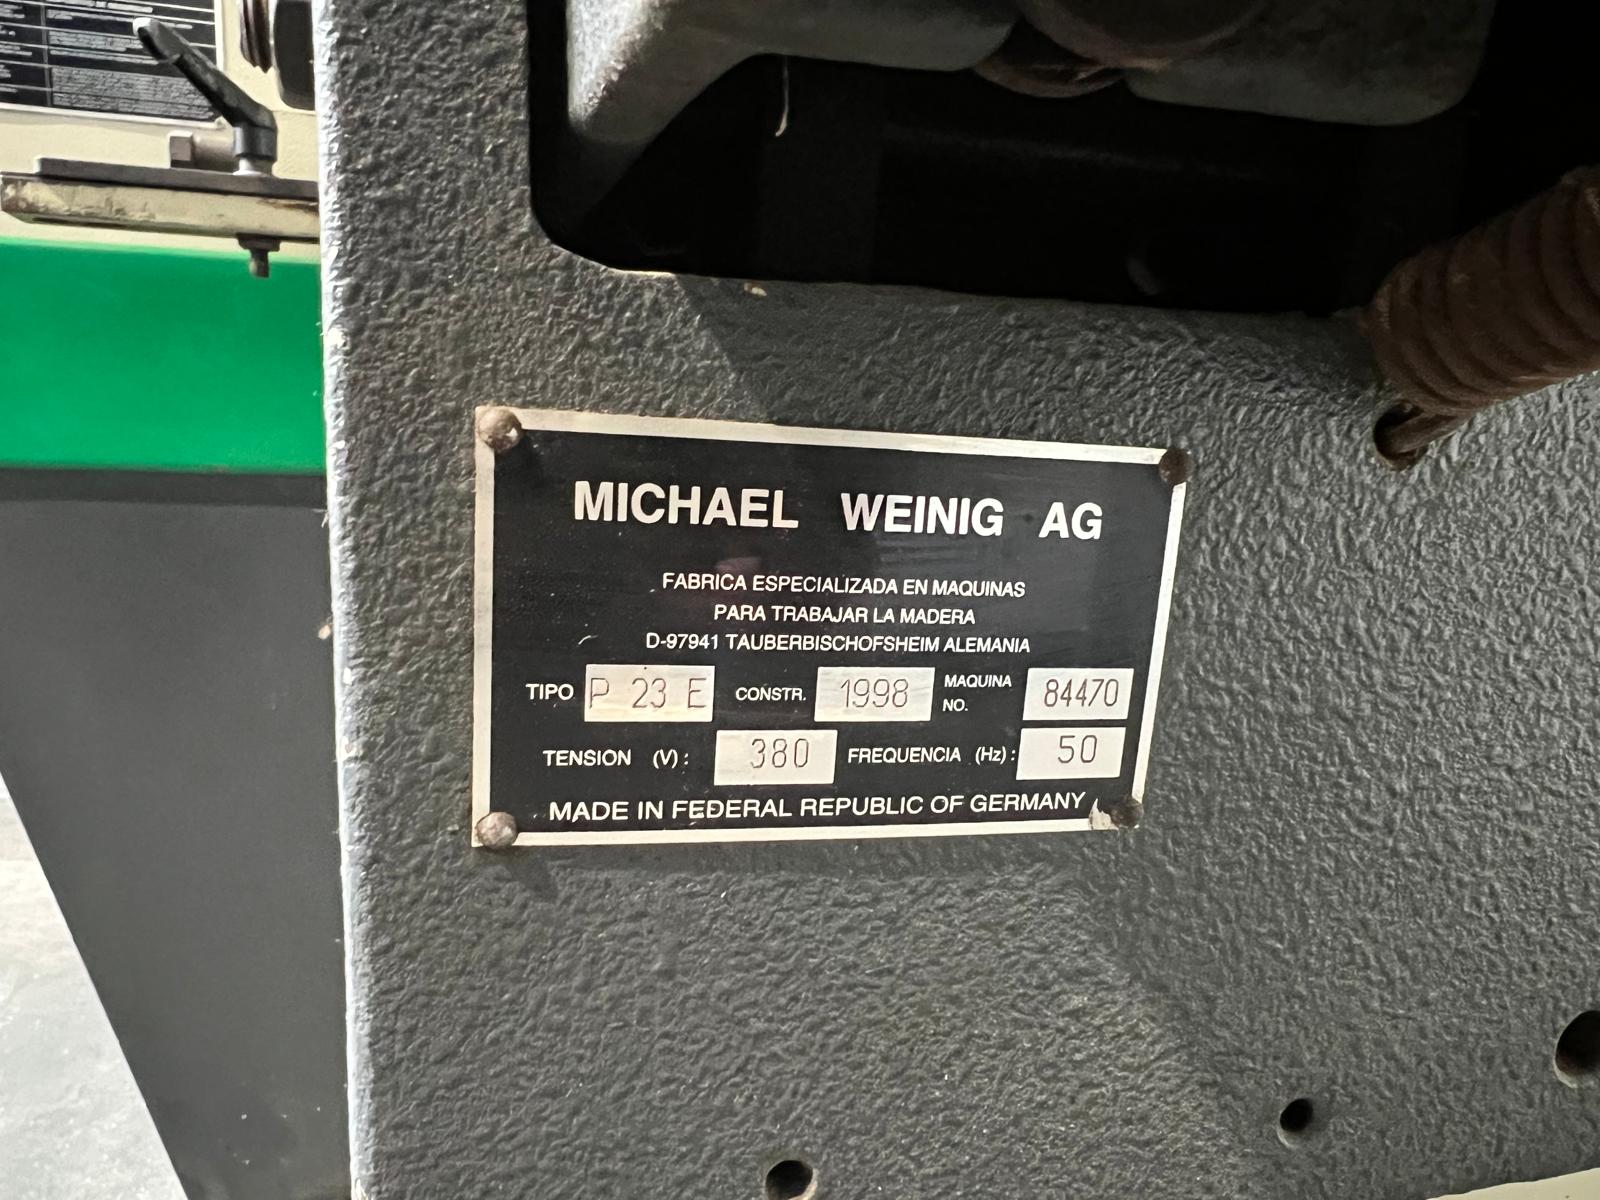 MICHAEL WEINIG AG
FABRICA ESPECIALIZADA EN MAQUINAS
PARA TRABAJAR LA MADERA
D-97941 TAUBERBISCHOFSHEIM ALEMANIA
TIPO P 23 E CONSTR. 1998 MAQUINA NO. 84470
TENSION (V): 380 FREQUENCIA (Hz): 50
MADE IN FEDERAL REPUBLIC OF GERMANY